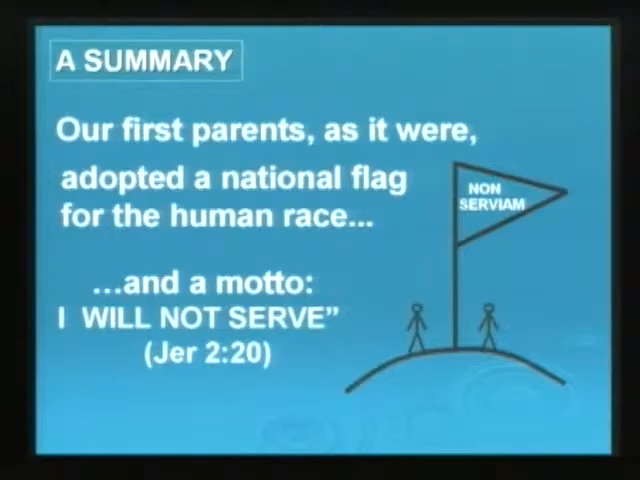 A SUMMARY
Our first parents, as it were,
adopted a national flag
for the human race...
NON
SERVIAM
...and a motto:
I WILL NOT SERVE”
(Jer 2:20)